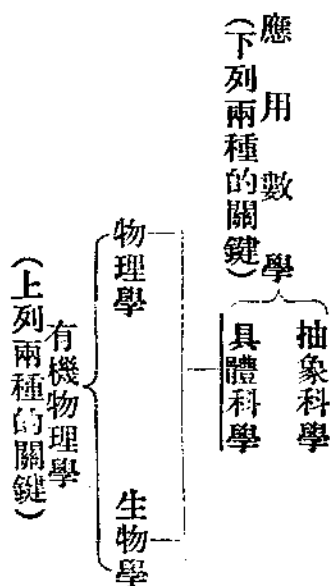 抽象科學
具體科學
應用數學
(下列兩種的關鍵)
物理學
生物學
有機物理學
(上列兩種的關鍵)